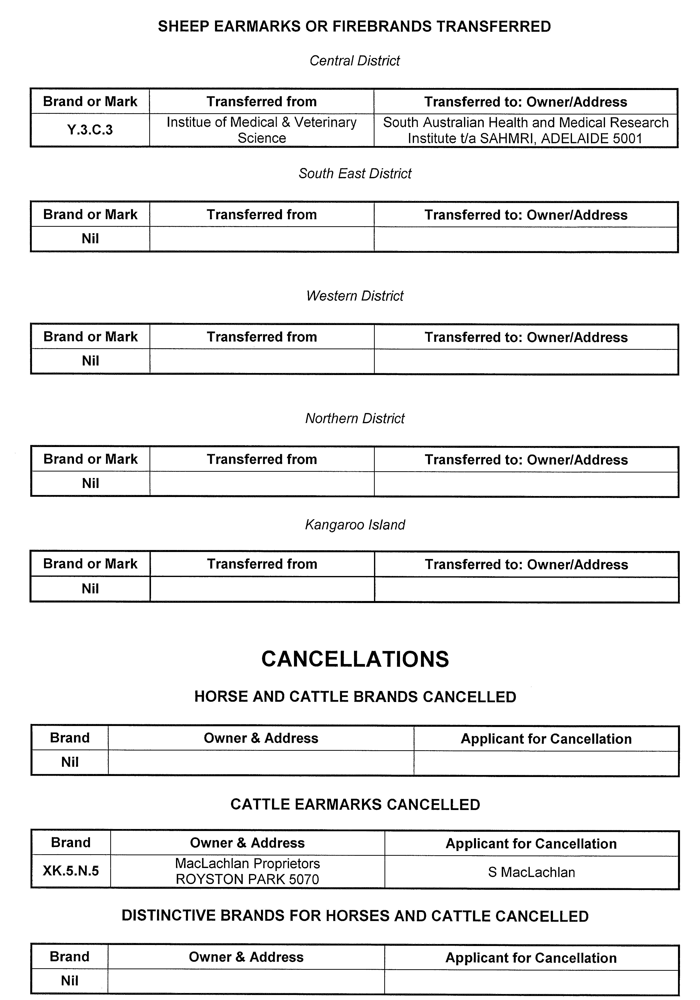 SHEEP EARMARKS OR FIREBRANDS TRANSFERRED
Central District
Brand or Mark Transferred from Transferred to: Owner/Address
Y.3.C.3 Institue of Medical & Veterinary Science South Australian Health and Medical Research Institute t/a SAHMRI, ADELAIDE 5001
South East District
Brand or Mark Transferred from Transferred to: Owner/Address
Nil
Western District
Brand or Mark Transferred from Transferred to: Owner/Address
Nil
Northern District
Brand or Mark Transferred from Transferred to: Owner/Address
Nil
Kangaroo Island
Brand or Mark Transferred from Transferred to: Owner/Address
Nil
CANCELLATIONS
HORSE AND CATTLE BRANDS CANCELLED
Brand Owner & Address Applicant for Cancellation
Nil
CATTLE EARMARKS CANCELLED
Brand Owner & Address Applicant for Cancellation
XK.5.N.5 MacLachlan Proprietors ROYSTON PARK 5070 S MacLachlan
DISTINCTIVE BRANDS FOR HORSES AND CATTLE CANCELLED
Brand Owner & Address Applicant for Cancellation
Nil